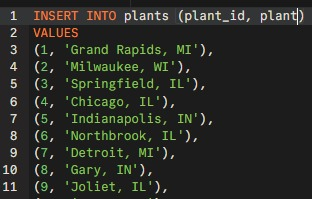 1 INSERT INTO plants (plant_id, plant)
2 VALUES
3 (1, 'Grand Rapids, MI'),
4 (2, 'Milwaukee, WI'),
5 (3, 'Springfield, IL'),
6 (4, 'Chicago, IL'),
7 (5, 'Indianapolis, IN'),
8 (6, 'Northbrook, IL'),
9 (7, 'Detroit, MI'),
10 (8, 'Gary, IN'),
11 (9, 'Joliet, IL'),